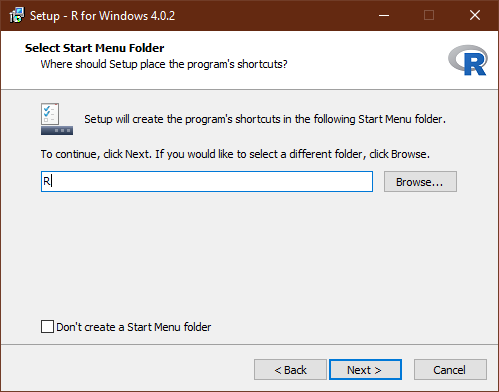 Setup - R for Windows 4.0.2
Select Start Menu Folder
Where should Setup place the program's shortcuts?
R
Setup will create the program's shortcuts in the following Start Menu folder.
To continue, click Next. If you would like to select a different folder, click Browse.
R
Browse...
Don't create a Start Menu folder
< Back
Next >
Cancel